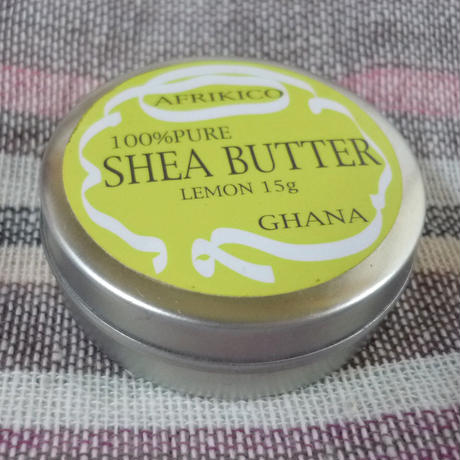 AFRIKICO
100%PURE
SHEA BUTTER
LEMON 15g
GHANA